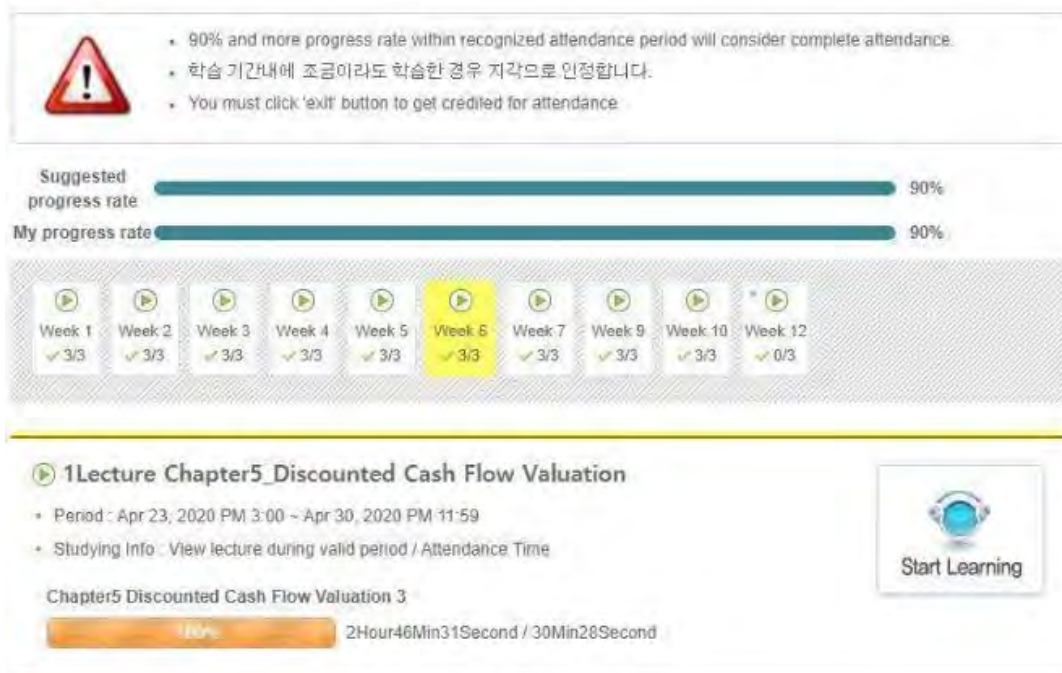 90% and more progress rate within recognized attendance period will consider complete attendance.
학습 기간내에 조금이라도 학습한 경우 지각으로 인정합니다.
You must click 'exit' button to get credited for attendance
Suggested
progress rate
90%
My progress rate
90%
Week 1
Week 2
Week 3
Week 4
Week 5
Week 6
Week 7
Week 9
Week 10
Week 12
3/3
3/3
3/3
3/3
3/3
3/3
3/3
3/3
3/3
0/3
1Lecture Chapter5_Discounted Cash Flow Valuation
Period : Apr 23, 2020 PM 3:00 ~ Apr 30, 2020 PM 11:59
Studying Info : View lecture during valid period / Attendance Time
Start Learning
Chapter5 Discounted Cash Flow Valuation 3
100%
2Hour46Min31Second / 30Min28Second